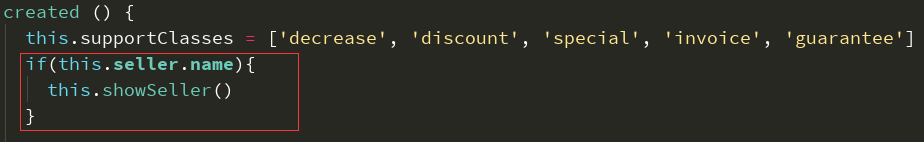 created () {
this.supportClasses = ['decrease', 'discount', 'special', 'invoice', 'guarantee']
if(this.seller.name){
this.showSeller()
}